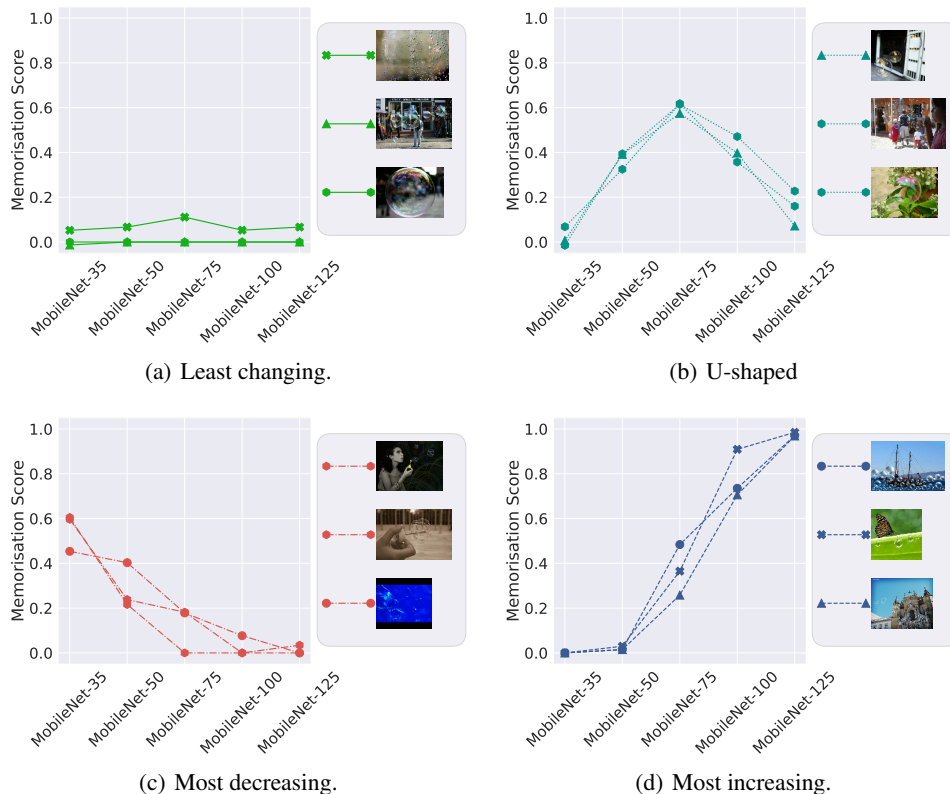 Memorisation Score
1.0
0.8
0.6
0.4
0.2
0.0
MobileNet-35
MobileNet-50
MobileNet-75
MobileNet-100
MobileNet-125
(a) Least changing.
Memorisation Score
1.0
0.8
0.6
0.4
0.2
0.0
MobileNet-35
MobileNet-50
MobileNet-75
MobileNet-100
MobileNet-125
(b) U-shaped
Memorisation Score
1.0
0.8
0.6
0.4
0.2
0.0
MobileNet-35
MobileNet-50
MobileNet-75
MobileNet-100
MobileNet-125
(c) Most decreasing.
Memorisation Score
1.0
0.8
0.6
0.4
0.2
0.0
MobileNet-35
MobileNet-50
MobileNet-75
MobileNet-100
MobileNet-125
(d) Most increasing.